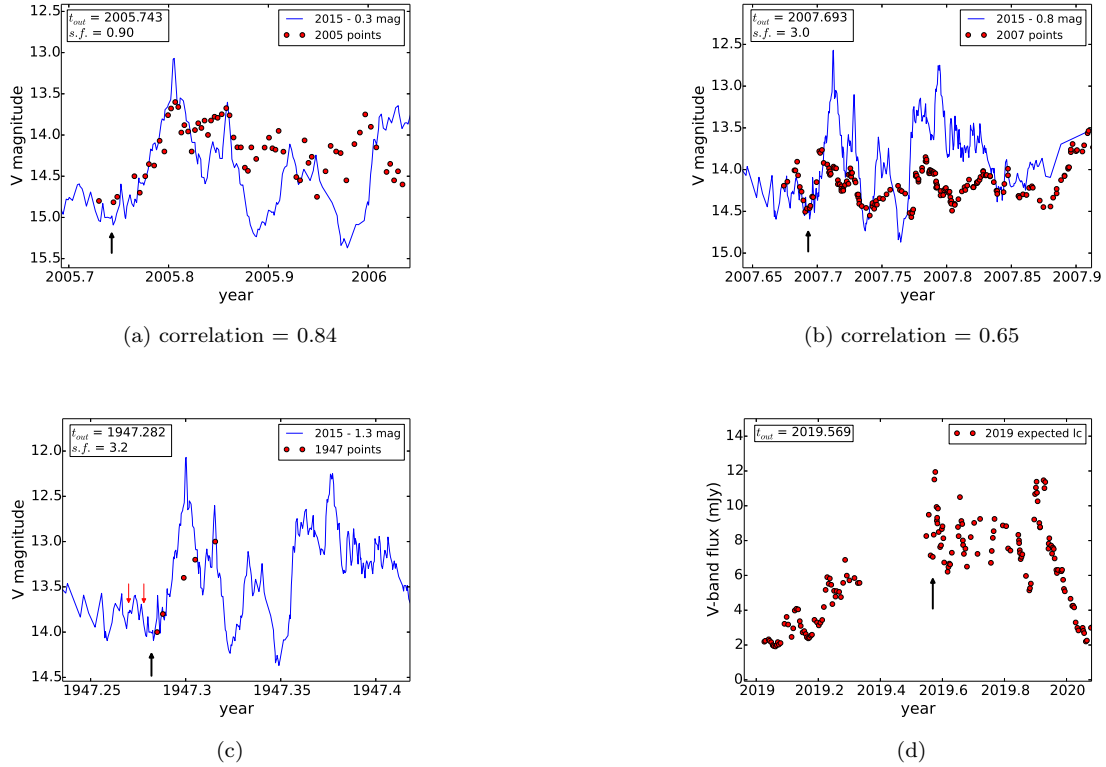 t_out = 2005.743
s.f. = 0.90
2015 - 0.3 mag
2005 points
12.5
13.0
13.5
14.0
14.5
15.0
15.5
V magnitude
2005.7 2005.8 2005.9 2006
year
(a) correlation = 0.84
t_out = 2007.693
s.f. = 3.0
2015 - 0.8 mag
2007 points
12.5
13.0
13.5
14.0
14.5
15.0
V magnitude
2007.65 2007.7 2007.75 2007.8 2007.85 2007.9
year
(b) correlation = 0.65
t_out = 1947.282
s.f. = 3.2
2015 - 1.3 mag
1947 points
12.0
12.5
13.0
13.5
14.0
14.5
V magnitude
1947.25 1947.3 1947.35 1947.4
year
(c)
t_out = 2019.569
2019 expected Ic
14
12
10
8
6
4
2
0
V-band flux (mJy)
2019 2019.2 2019.4 2019.6 2019.8 2020
year
(d)